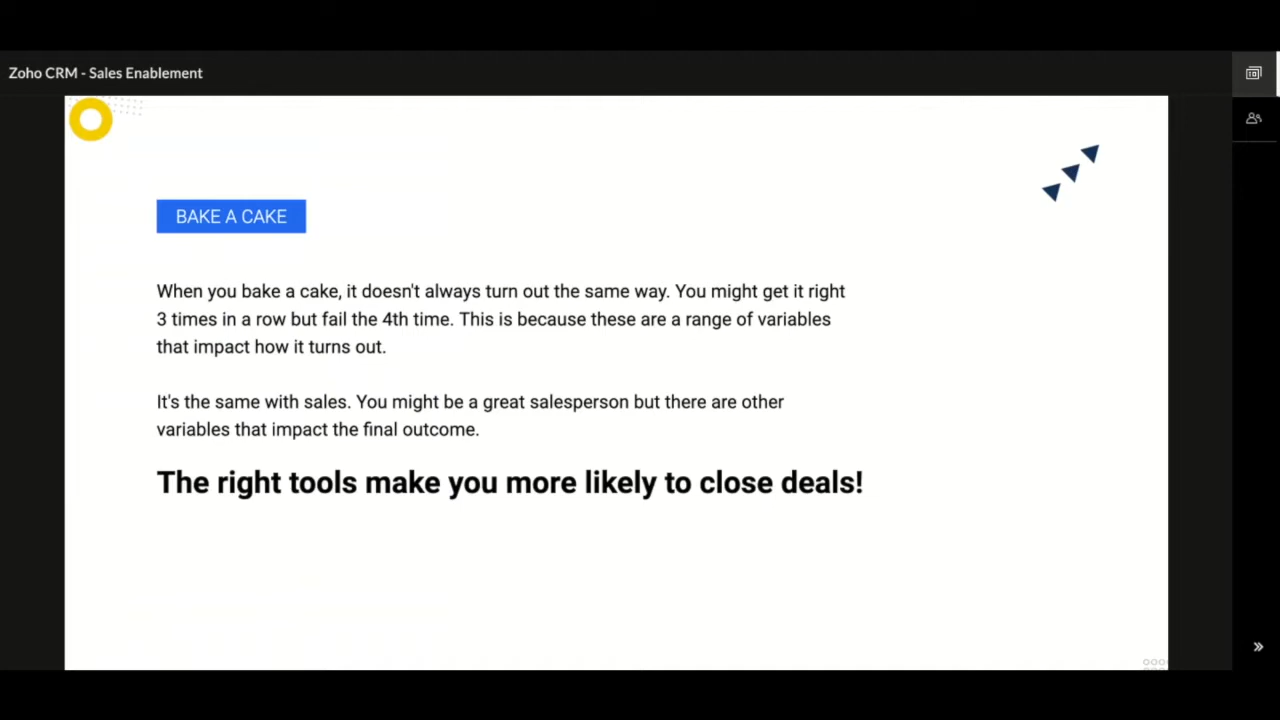 Zoho CRM - Sales Enablement
BAKE A CAKE
When you bake a cake, it doesn't always turn out the same way. You might get it right
3 times in a row but fail the 4th time. This is because these are a range of variables
that impact how it turns out.
It's the same with sales. You might be a great salesperson but there are other
variables that impact the final outcome.
The right tools make you more likely to close deals!